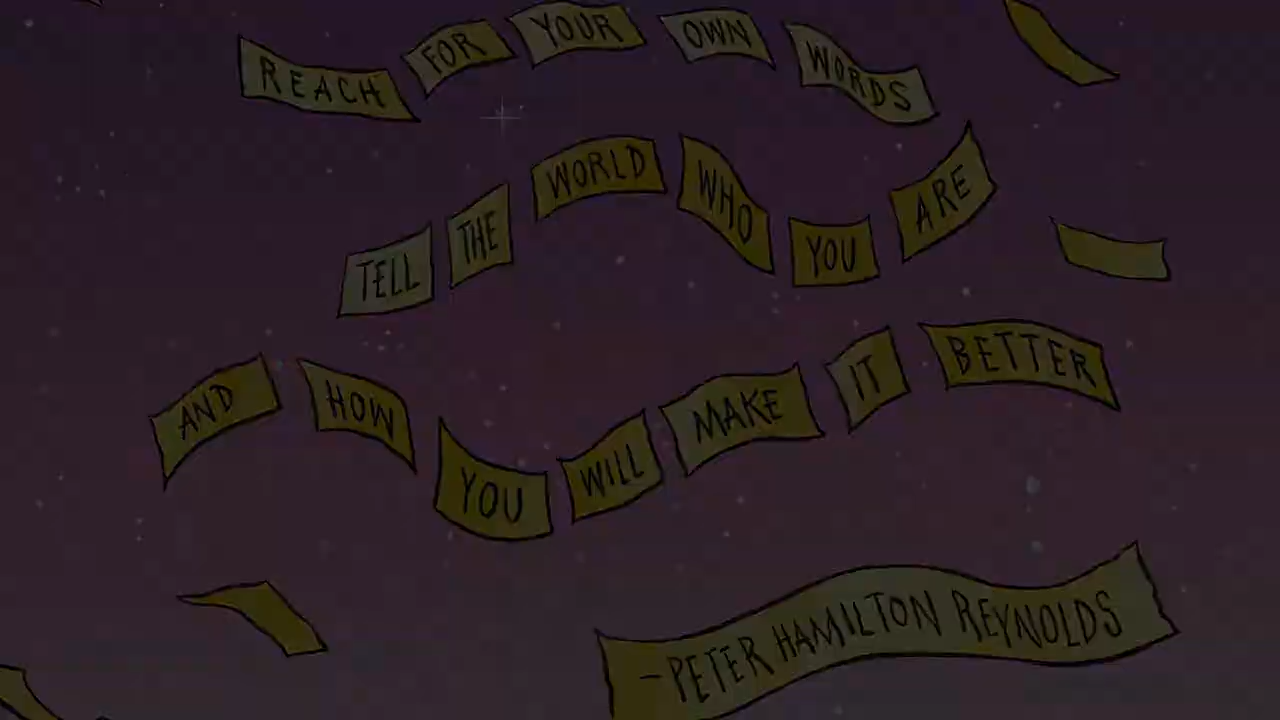 REACH FOR YOUR OWN WORDS
TELL THE WORLD WHO YOU ARE
AND HOW YOU WILL MAKE IT BETTER
-PETER HAMILTON REYNOLDS